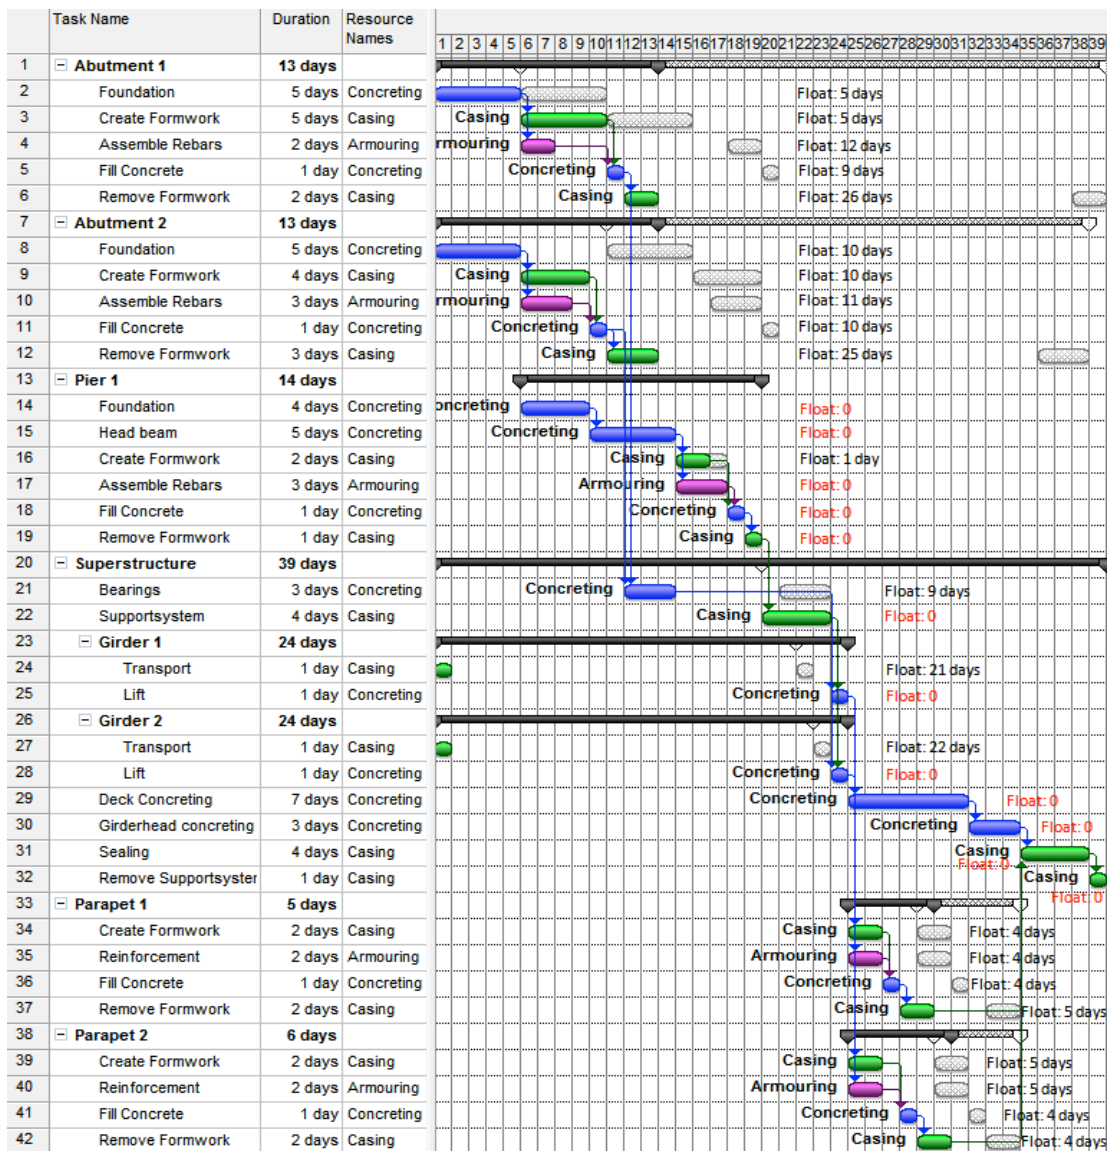 Task Name Duration Resource Names
1 2 3 4 5 6 7 8 9 10 11 12 13 14 15 16 17 18 19 20 21 22 23 24 25 26 27 28 29 30 31 32 33 34 35 36 37 38 39
1 Abutment 1 13 days
2 Foundation 5 days Concreting Float: 5 days
3 Create Formwork 5 days Casing Casing Float: 5 days
4 Assemble Rebars 2 days Armouring rmouring Float: 12 days
5 Fill Concrete 1 day Concreting Concreting Float: 9 days
6 Remove Formwork 2 days Casing Casing Float: 26 days
7 Abutment 2 13 days
8 Foundation 5 days Concreting Float: 10 days
9 Create Formwork 4 days Casing Casing Float: 10 days
10 Assemble Rebars 3 days Armouring rmouring Float: 11 days
11 Fill Concrete 1 day Concreting Concreting Float: 10 days
12 Remove Formwork 3 days Casing Casing Float: 25 days
13 Pier 1 14 days
14 Foundation 4 days Concreting oncreting Float: 0
15 Head beam 5 days Concreting Concreting Float: 0
16 Create Formwork 2 days Casing Casing Float: 1 day
17 Assemble Rebars 3 days Armouring Armouring Float: 0
18 Fill Concrete 1 day Concreting Concreting Float: 0
19 Remove Formwork 1 day Casing Casing Float: 0
20 Superstructure 39 days
21 Bearings 3 days Concreting Concreting Float: 9 days
22 Supportsystem 4 days Casing Casing Float: 0
23 Girder 1 24 days
24 Transport 1 day Casing Float: 21 days
25 Lift 1 day Concreting Concreting Float: 0
26 Girder 2 24 days
27 Transport 1 day Casing Float: 22 days
28 Lift 1 day Concreting Concreting Float: 0
29 Deck Concreting 7 days Concreting Concreting Float: 0
30 Girderhead concreting 3 days Concreting Concreting Float: 0
31 Sealing 4 days Casing Casing Float: 0
32 Remove Supportsyster 1 day Casing Casing Float: 0
33 Parapet 1 5 days
34 Create Formwork 2 days Casing Casing Float: 4 days
35 Reinforcement 2 days Armouring Armouring Float: 4 days
36 Fill Concrete 1 day Concreting Concreting Float: 4 days
37 Remove Formwork 2 days Casing Casing Float: 5 days
38 Parapet 2 6 days
39 Create Formwork 2 days Casing Casing Float: 5 days
40 Reinforcement 2 days Armouring Armouring Float: 5 days
41 Fill Concrete 1 day Concreting Concreting Float: 4 days
42 Remove Formwork 2 days Casing Casing Float: 4 days